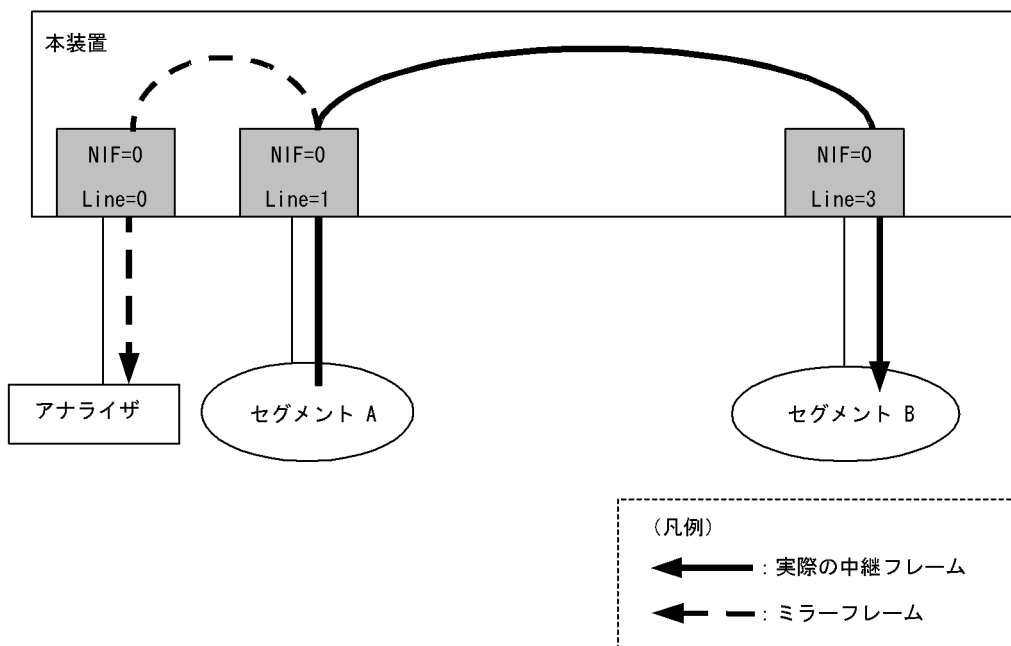 本装置
NIF=0
Line=0
NIF=0
Line=1
NIF=0
Line=3
アナライザ
セグメント A
セグメント B
(凡例)
: 実際の中継フレーム
: ミラーフレーム